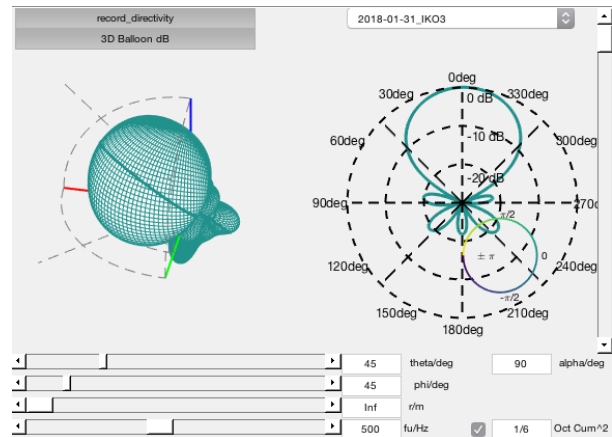 record_directivity
3D Balloon dB
2018-01-31_IKO3
0deg
30deg
330deg
0 dB
60deg
300deg
-10 dB
-20 dB
90deg
270d
π/2
± π
0
120deg
240deg
-π/2
150deg
210deg
180deg
45 theta/deg 90 alpha/deg
45 phi/deg
Inf r/m
500 fu/Hz 1/6 Oct Cum^2